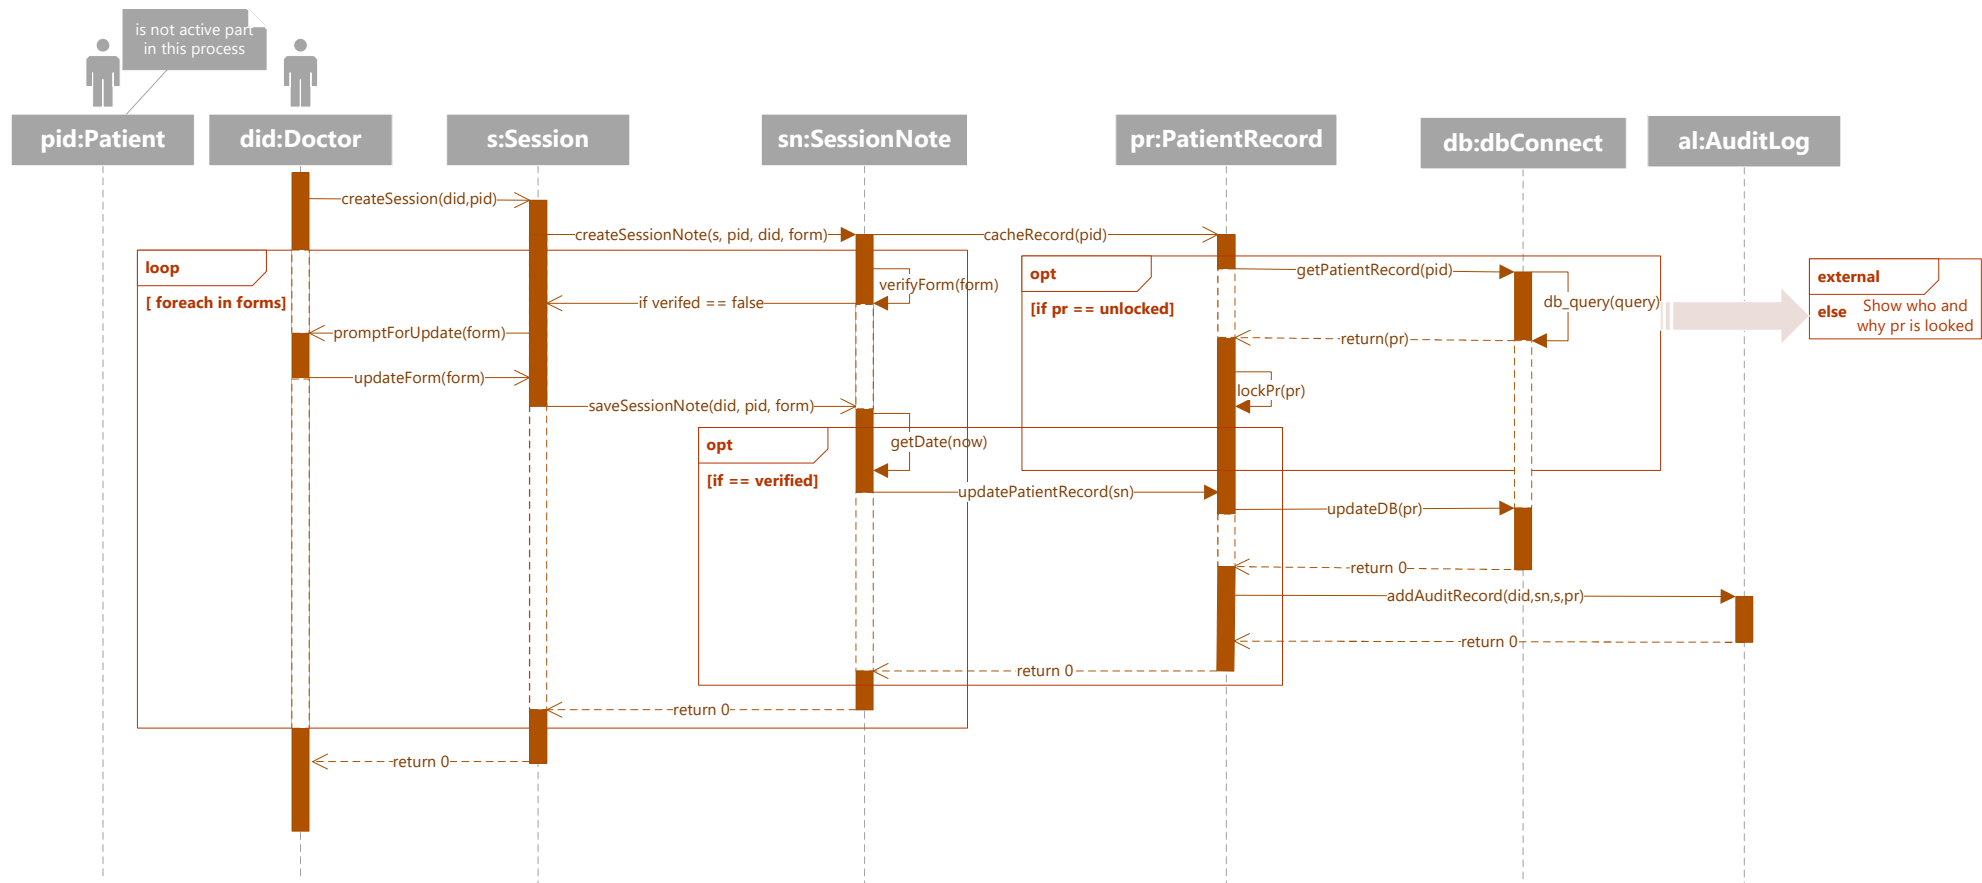 is not active part
in this process
pid:Patient
did:Doctor
s:Session
sn:SessionNote
pr:PatientRecord
db:dbConnect
al:AuditLog
createSession(did,pid)
createSessionNote(s, pid, did, form)
cacheRecord(pid)
loop
[ foreach in forms]
opt
[if pr == unlocked]
getPatientRecord(pid)
external
else
Show who and
why pr is looked
verifyForm(form)
if verifed == false
db_query(query)
promptForUpdate(form)
return(pr)
updateForm(form)
lockPr(pr)
saveSessionNote(did, pid, form)
opt
[if == verified]
getDate(now)
updatePatientRecord(sn)
updateDB(pr)
return 0
addAuditRecord(did,sn,s,pr)
return 0
return 0
return 0
return 0